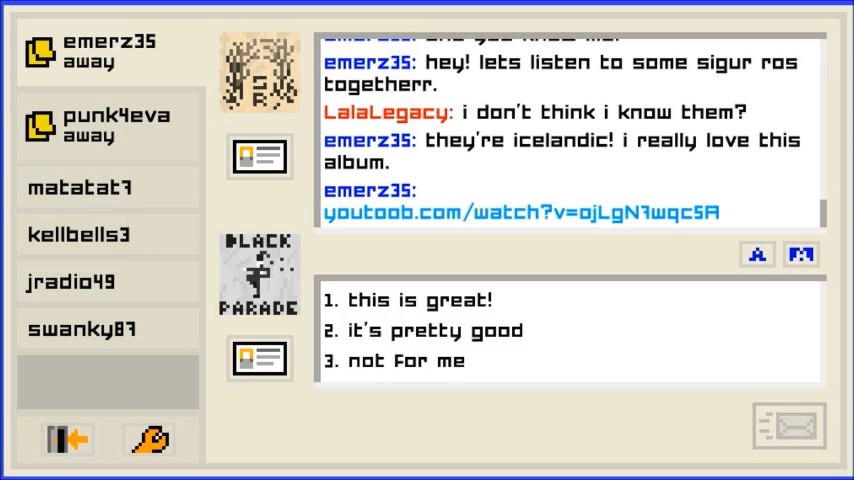 emerz35
away
punk4eva
away
matatat7
kellbells3
jradio49
swanky87
S
R
BLACK
PARADE
emerz35: hey! lets listen to some sigur ros
togetherr.
LalaLegacy: i don't think i know them?
emerz35: they're icelandic! i really love this
album.
emerz35:
youtoob.com/watch?v=ojLgN7wqc5A
A
1. this is great!
2. it's pretty good
3. not for me